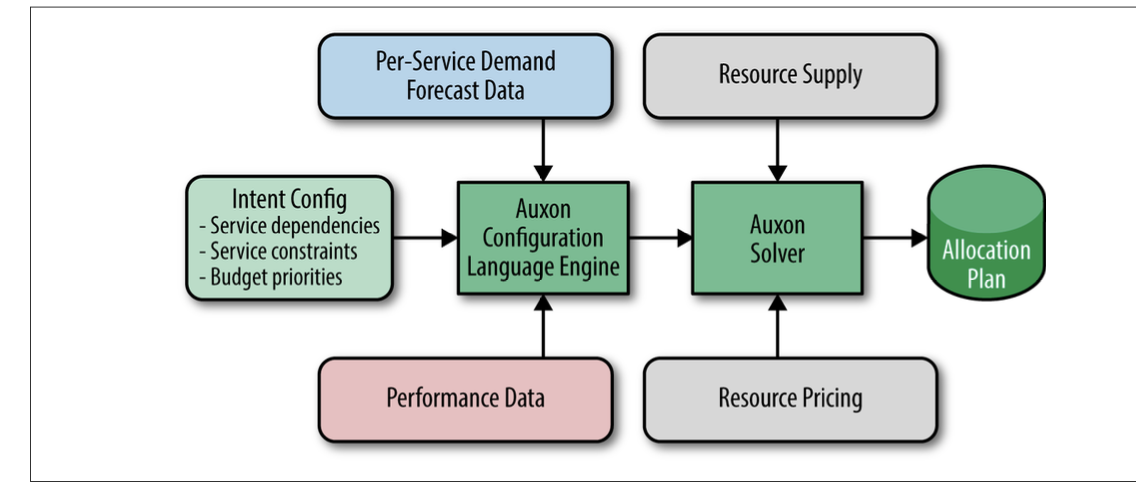 Per-Service Demand
Forecast Data
Resource Supply
Intent Config
- Service dependencies
- Service constraints
- Budget priorities
Auxon
Configuration
Language Engine
Auxon
Solver
Allocation
Plan
Performance Data
Resource Pricing